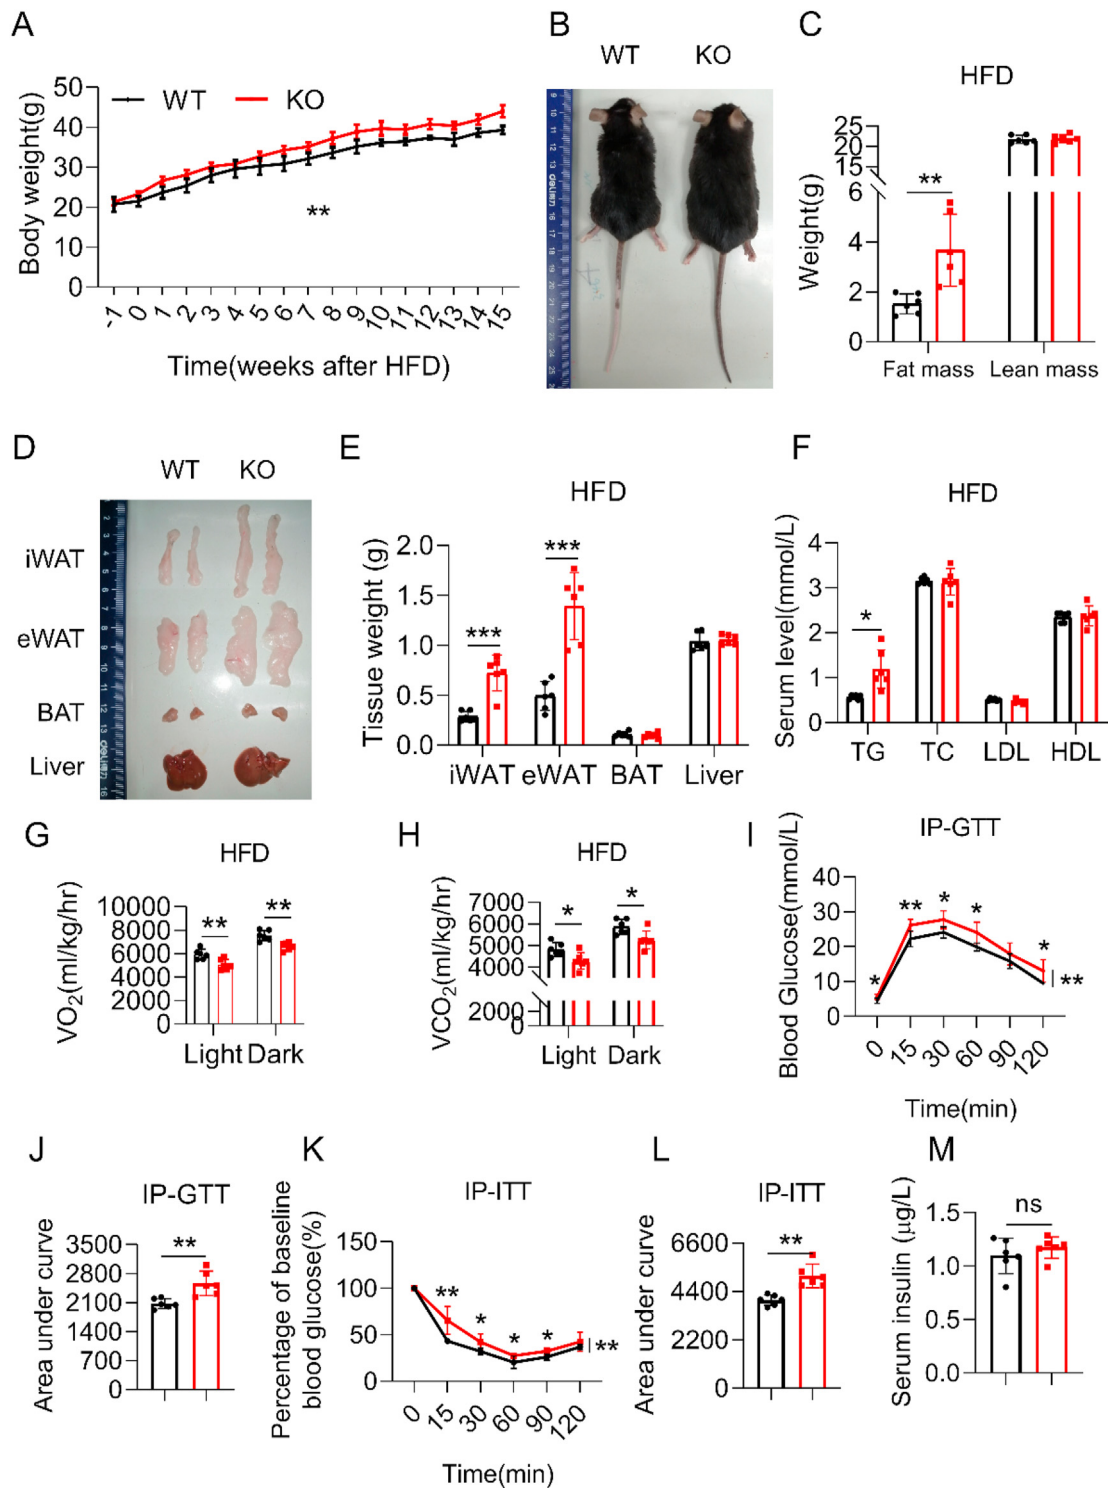 A
Body weight(g)
50
40
30
20
10
0
WT
KO
**
-1 0 1 2 3 4 5 6 7 8 9 10 11 12 13 14 15
Time(weeks after HFD)
B
WT KO
C
HFD
Weight(g)
25
20
15
6
4
2
0
**
Fat mass Lean mass
D
WT KO
iWAT
eWAT
BAT
Liver
E
HFD
Tissue weight (g)
2.0
1.5
1.0
0.5
0.0
***
***
iWAT eWAT BAT Liver
F
HFD
Serum level(mmol/L)
4
3
2
1
0
*
TG TC LDL HDL
G
HFD
VO2(ml/kg/hr)
10000
8000
6000
4000
2000
0
**
**
Light Dark
H
HFD
VCO2(ml/kg/hr)
7000
6000
5000
4000
2000
0
*
*
Light Dark
I
IP-GTT
Blood Glucose(mmol/L)
40
30
20
10
0
* ** * * * **
0 15 30 60 90 120
Time(min)
J
IP-GTT
Area under curve
3500
2800
2100
1400
700
0
**
K
IP-ITT
Percentage of baseline
blood glucose(%)
150
100
50
0
** * * * **
0 15 30 60 90 120
Time(min)
L
IP-ITT
Area under curve
6600
4400
2200
0
**
M
Serum insulin (μg/L)
1.5
1.0
0.5
0.0
ns